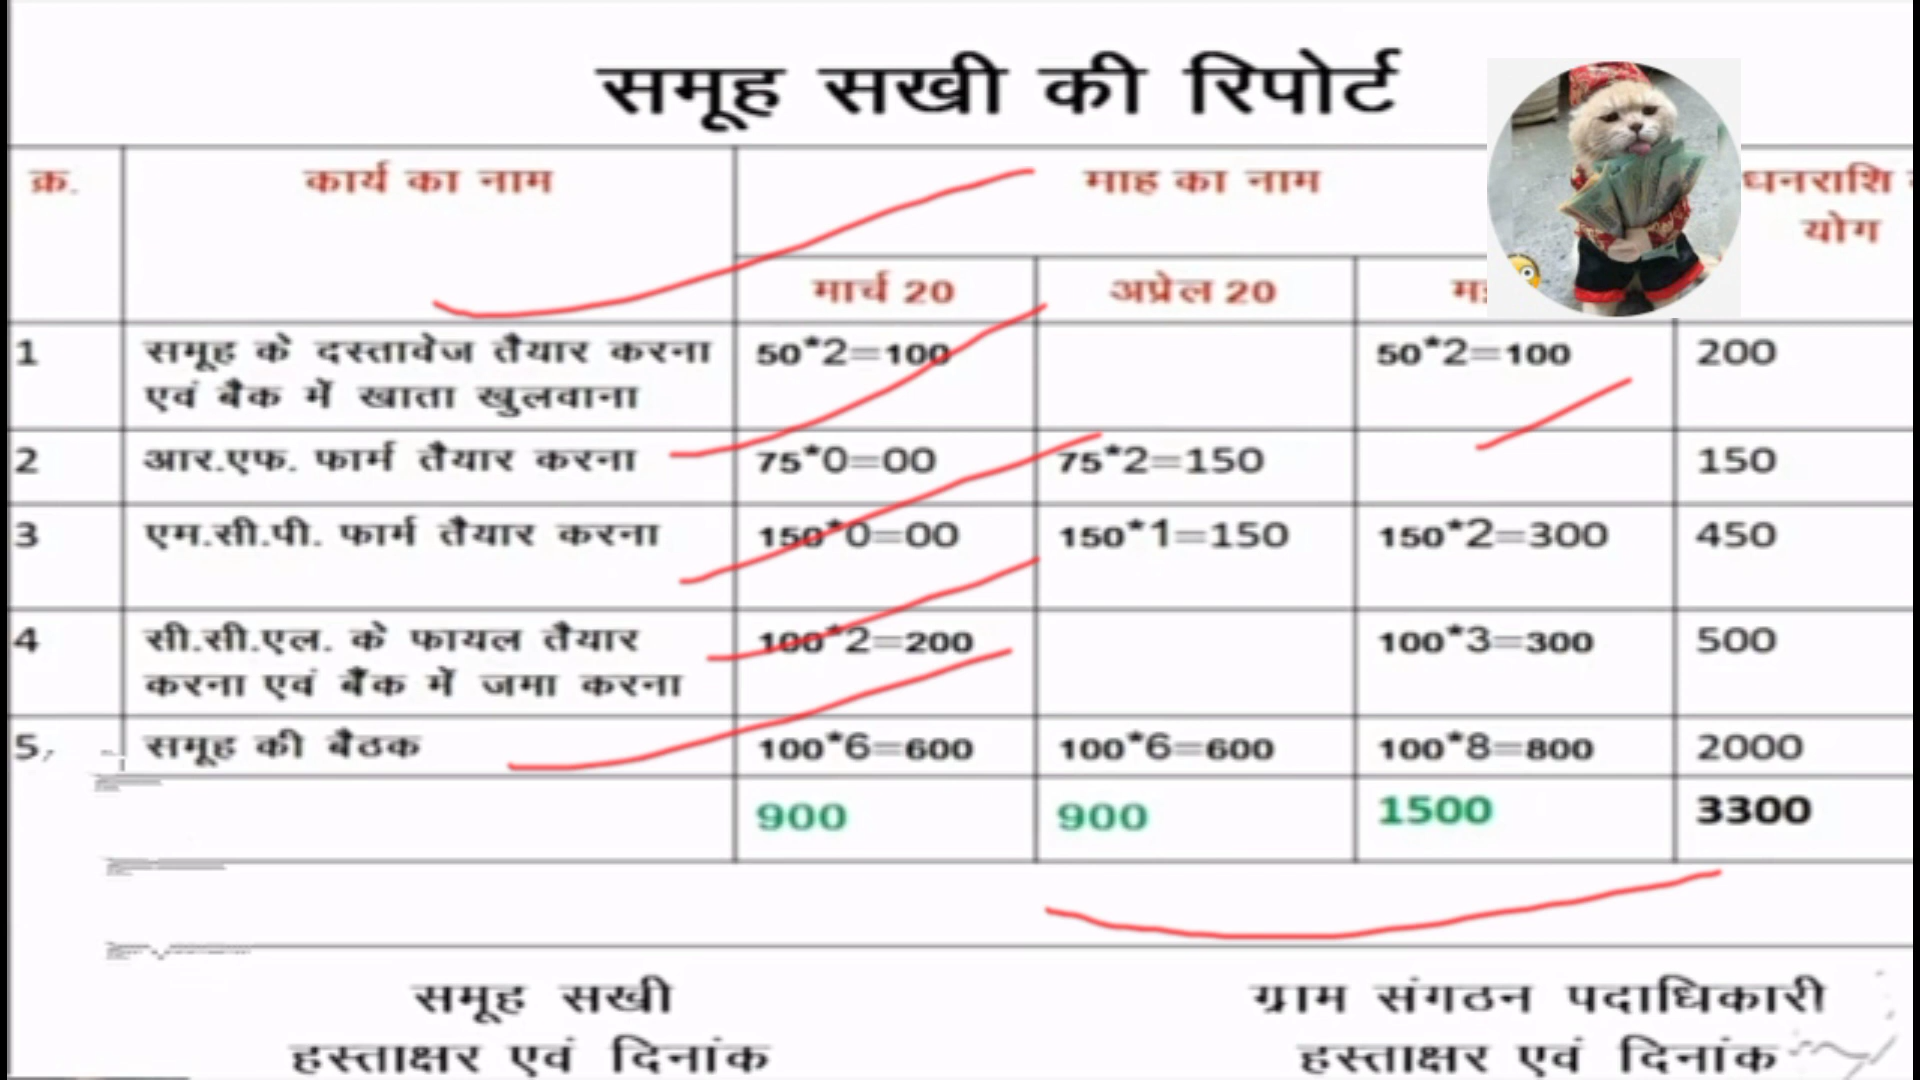 समूह सखी की रिपोर्ट
क्र. कार्य का नाम माह का नाम धनराशि
योग
मार्च 20 अप्रेल 20
1 समूह के दस्तावेज तैयार करना 50*2=100 50*2=100 200
एवं बैक में खाता खुलवाना
2 आर.एफ. फार्म तैयार करना 75*0=00 75*2=150 150
3 एम.सी.पी. फार्म तैयार करना 150*0=00 150*1=150 150*2=300 450
4 सी.सी.एल. के फायल तैयार 100*2=200 100*3=300 500
करना एवं बैंक में जमा करना
5, समूह की बैठक 100*6=600 100*6=600 100*8=800 2000
900 900 1500 3300
समूह सखी ग्राम संगठन पदाधिकारी
हस्ताक्षर एवं दिनांक हस्ताक्षर एवं दिनांक